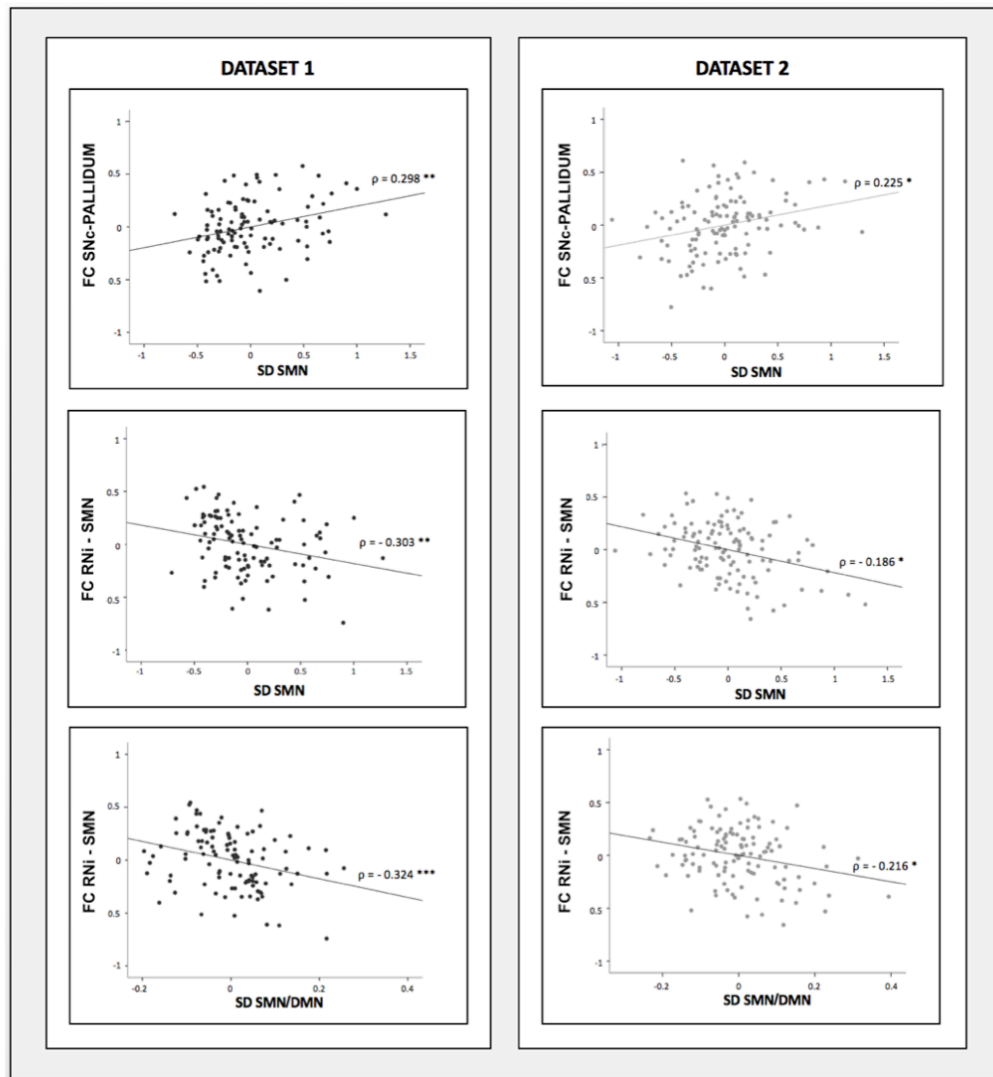 DATASET 1
1
0.5
0
0.5
-1
FC SNc-PALLIDUM
ρ = 0.298 **
-1 -0.5 0 0.5 1 1.5
SD SMN
1
0.5
0
0.5
-1
FC RNi - SMN
ρ = - 0.303 **
-1 -0.5 0 0.5 1 1.5
SD SMN
1
0.5
0
0.5
-1
FC RNi - SMN
ρ = - 0.324 ***
-0.2 0 0.2 0.4
SD SMN/DMN
DATASET 2
1
0.5
0
0.5
-1
FC SNc-PALLIDUM
ρ = 0.225 *
-1 -0.5 0 0.5 1 1.5
SD SMN
1
0.5
0
0.5
-1
FC RNi - SMN
ρ = - 0.186 *
-1 -0.5 0 0.5 1 1.5
SD SMN
1
0.5
0
0.5
-1
FC RNi - SMN
ρ = - 0.216 *
-0.2 0 0.2 0.4
SD SMN/DMN